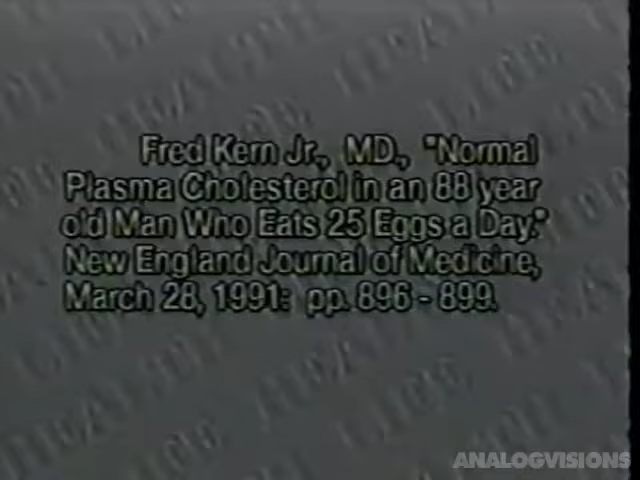 Fred Kern Jr., MD., "Normal
Plasma Cholesterol in an 88 year
old Man Who Eats 25 Eggs a Day."
New England Journal of Medicine,
March 28, 1991: pp. 896 - 899.
ANALOGVISIONS